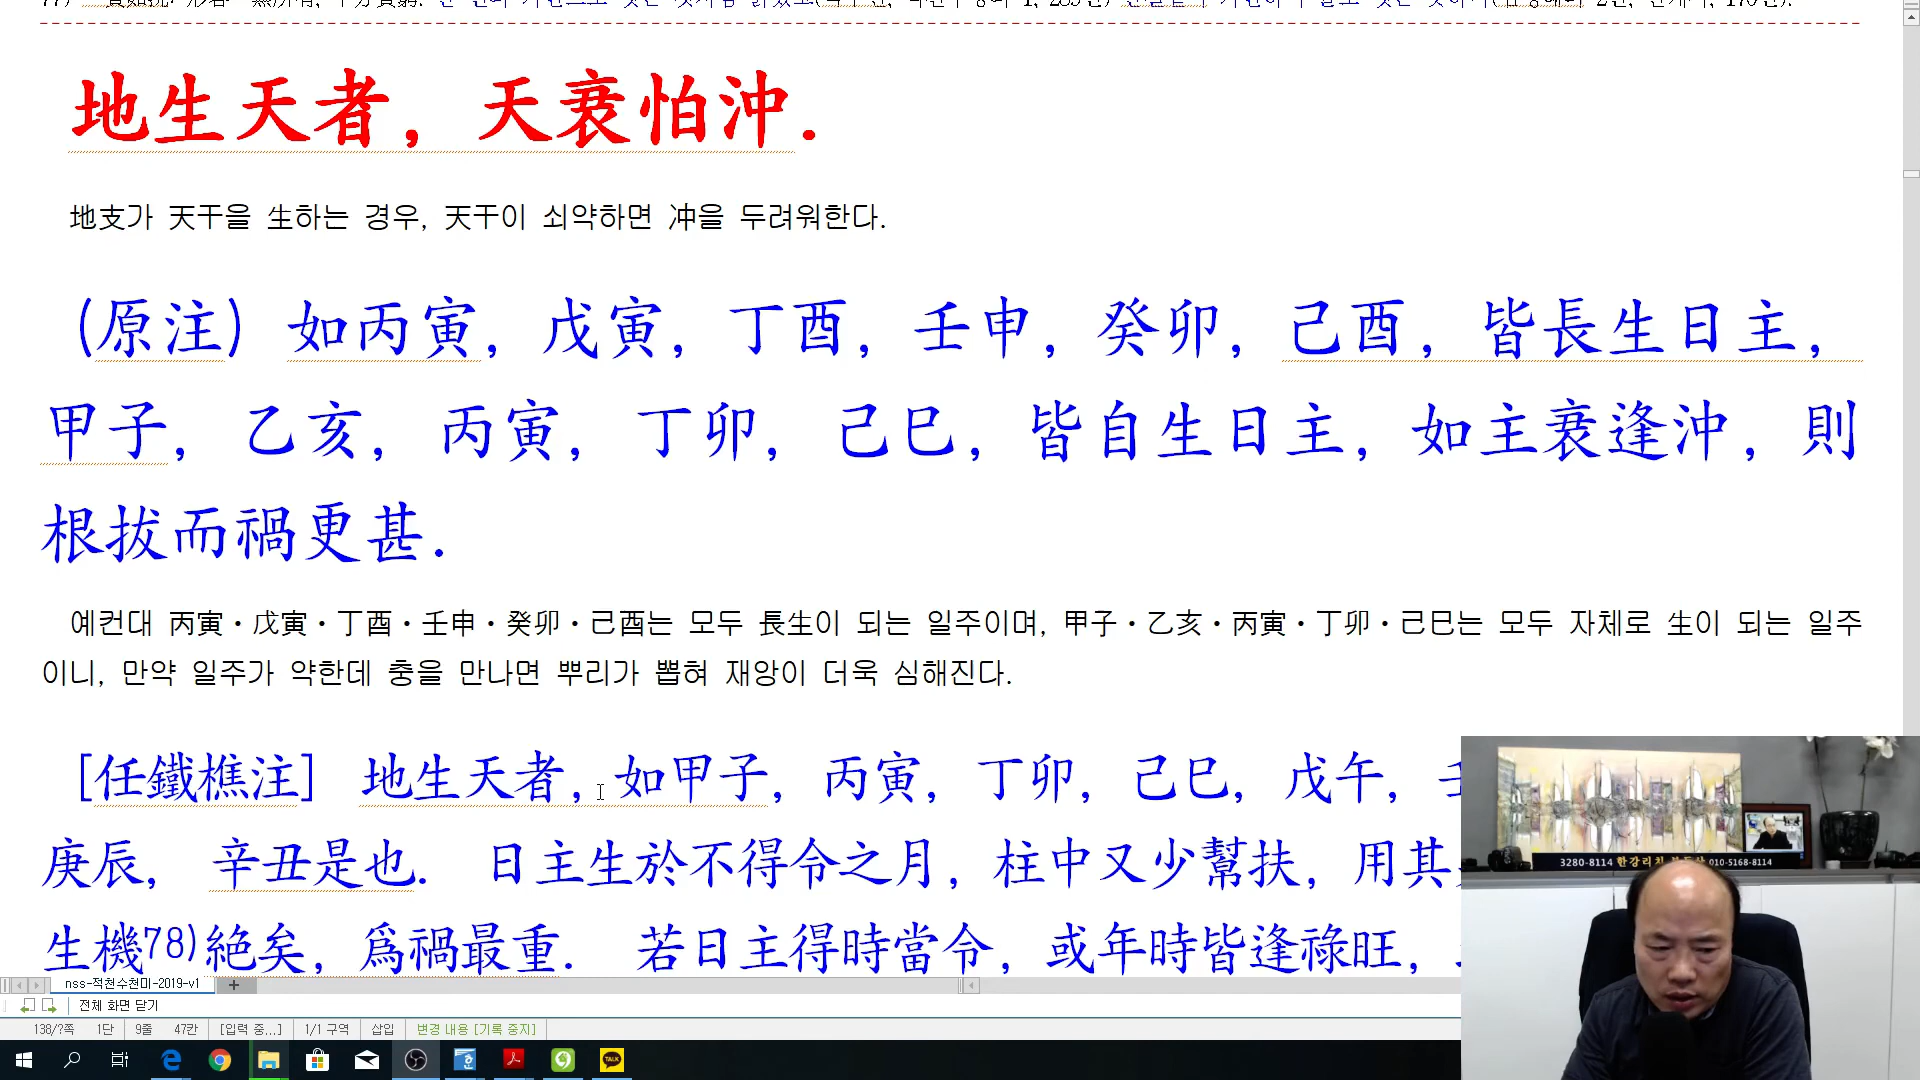 地生天者, 天衰怕沖.
地支가 天干을 生하는 경우, 天干이 쇠약하면 冲을 두려워한다.
(原注) 如丙寅, 戊寅, 丁酉, 壬申, 癸卯, 己酉, 皆長生日主,
甲子, 乙亥, 丙寅, 丁卯, 己巳, 皆自生日主, 如主衰逢沖, 則
根拔而禍更甚.
예컨대 丙寅·戊寅·丁酉·壬申·癸卯·己酉는 모두 長生이 되는 일주이며, 甲子·乙亥·丙寅·丁卯·己巳는 모두 자체로 生이 되는 일주
이니, 만약 일주가 약한데 충을 만나면 뿌리가 뽑혀 재앙이 더욱 심해진다.
[任鐵樵注] 地生天者, 如甲子, 丙寅, 丁卯, 己巳, 戊午,
庚辰, 辛丑是也. 日主生於不得令之月, 柱中又少幫扶, 用其
生機78)絶矣, 爲禍最重. 若日主得時當令, 或年時皆逢祿旺,
3280-8114 한강리치 부동산 010-5168-8114
nss-적천수천미-2019-v1
전체 화면 닫기
138/?쪽 1단 9줄 47칸 [입력 중...] 1/1 구역 삽입 변경 내용 [기록 중지]
TALK